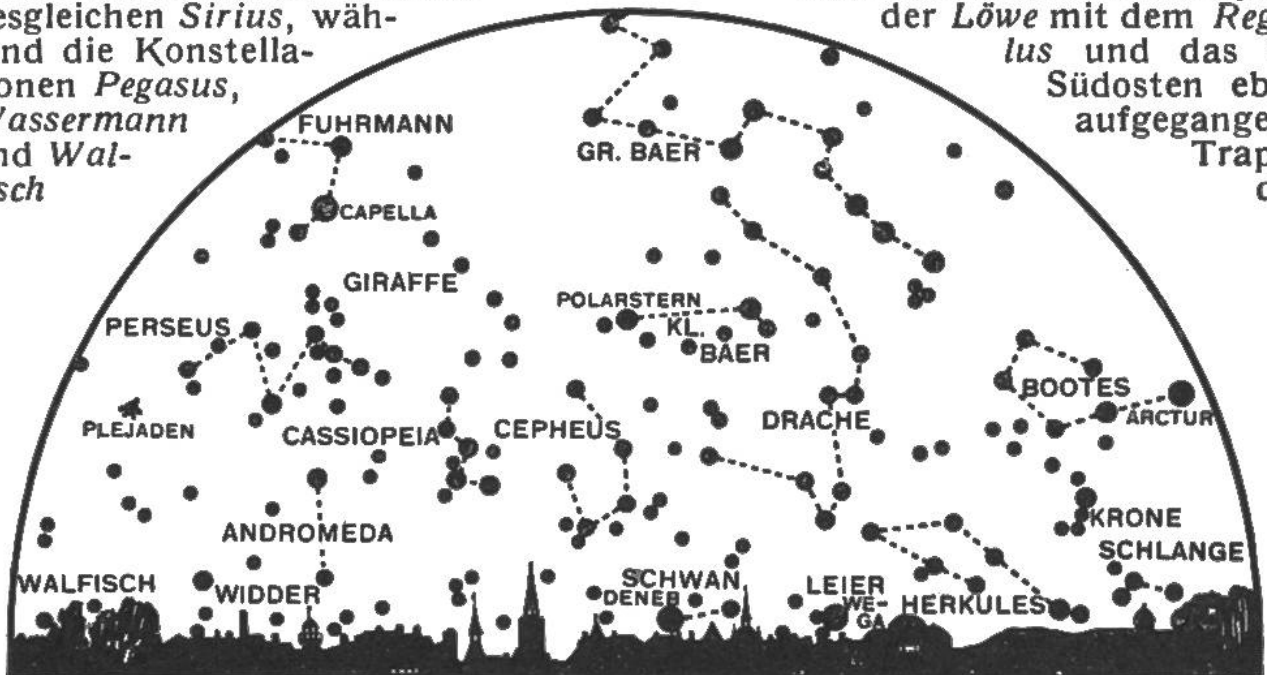 esgleichen Sirius, wäh-
nd die Konstella-
onen Pegasus,
Wassermann
nd Wal-
sch
der Löwe mit dem Reg
lus und das
Südosten eb
aufgegange
Trap
FUHRMANN
GR. BAER
CAPELLA
GIRAFFE
POLARSTERN
PERSEUS
KL.
BAER
BOOTES
ARCTUR
PLEJADEN
CASSIOPEIA
CEPHEUS
DRACHE
ANDROMEDA
KRONE
SCHLANGE
WALFISCH
WIDDER
SCHWAN
DENEB
LEIER
WE-
GA
HERKULES